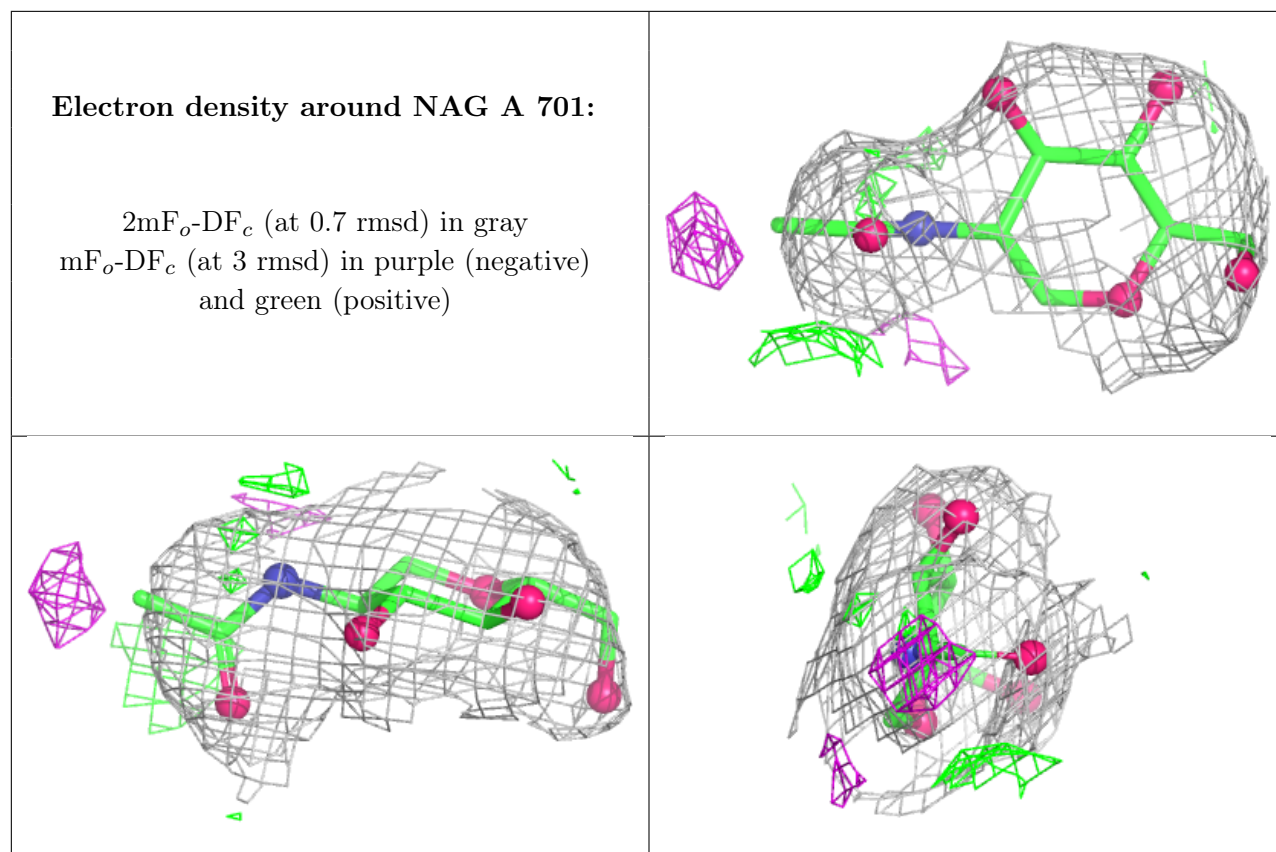 Electron density around NAG A 701:
2mFₒ-DF𝒸 (at 0.7 rmsd) in gray
mFₒ-DF𝒸 (at 3 rmsd) in purple (negative)
and green (positive)